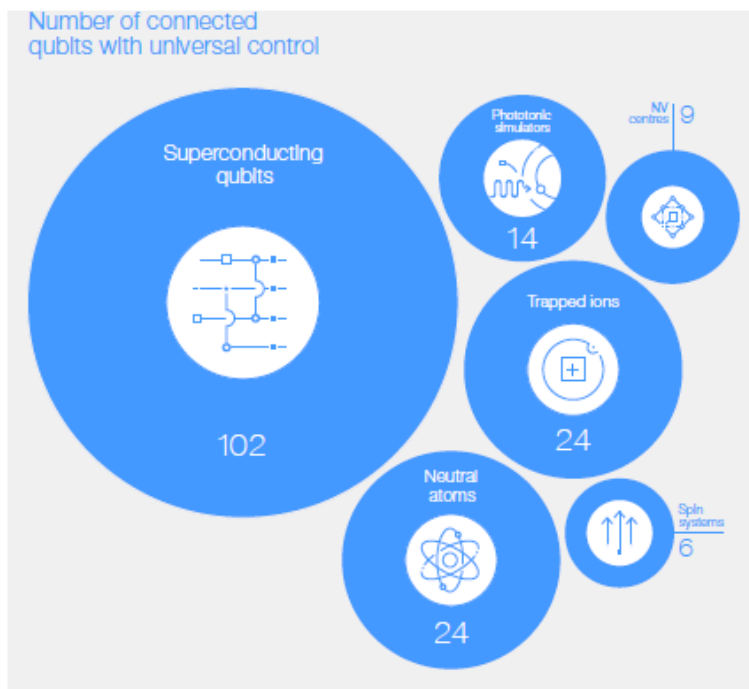 Number of connected
qubits with universal control
Superconducting
qubits
102
Phototonic
simulators
14
NV
centres
9
Trapped ions
24
Neutral
atoms
24
Spin
systems
6